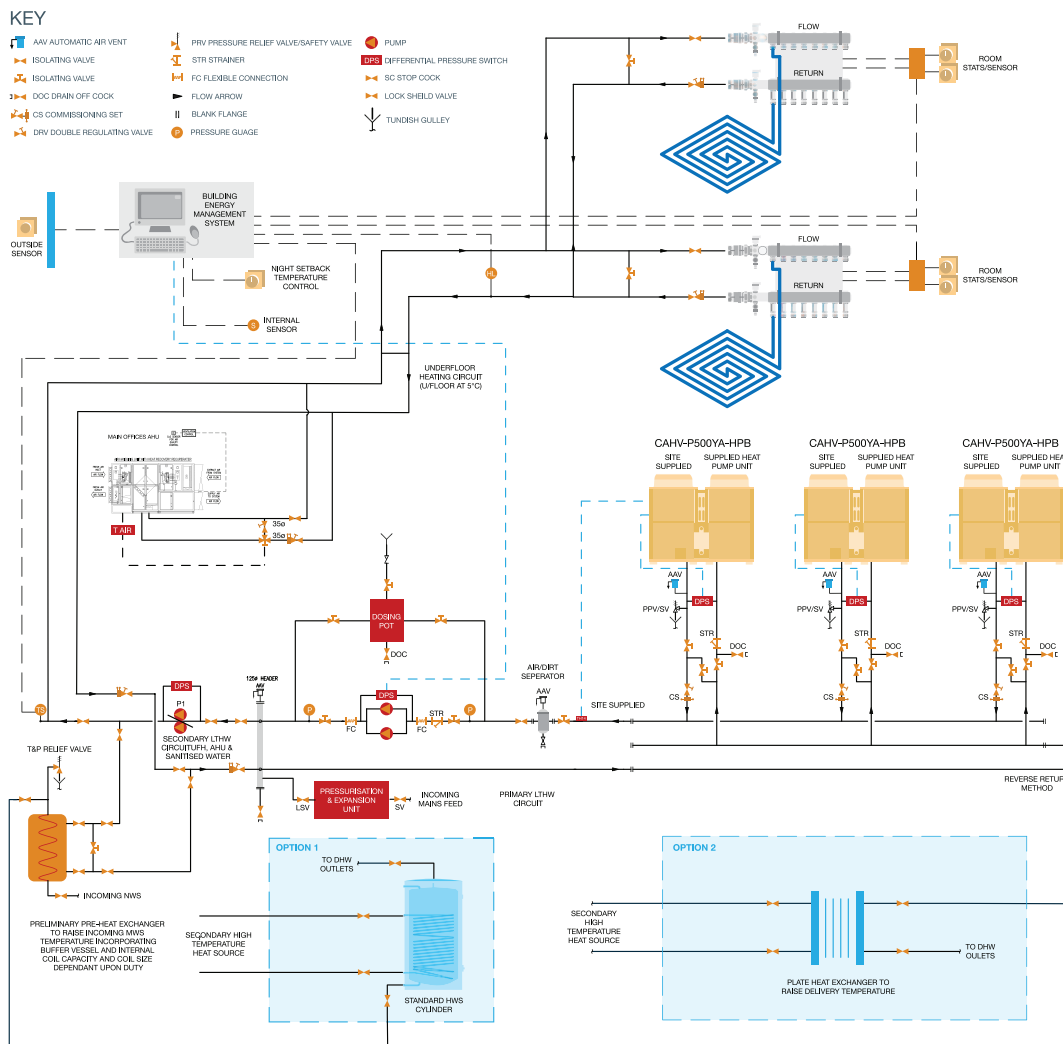 KEY
AAV AUTOMATIC AIR VENT
ISOLATING VALVE
ISOLATING VALVE
DOC DRAIN OFF COCK
CS COMMISSIONING SET
DRV DOUBLE REGULATING VALVE
PRV PRESSURE RELIEF VALVE/SAFETY VALVE
STR STRAINER
FC FLEXIBLE CONNECTION
FLOW ARROW
BLANK FLANGE
P PRESSURE GUAGE
PUMP
DPS DIFFERENTIAL PRESSURE SWITCH
SC STOP COCK
LOCK SHEILD VALVE
TUNDISH GULLEY
FLOW
RETURN
ROOM
STATS/SENSOR
BUILDING
ENERGY
MANAGEMENT
SYSTEM
OUTSIDE
SENSOR
NIGHT SETBACK
TEMPERATURE
CONTROL
HL
S
INTERNAL
SENSOR
FLOW
RETURN
ROOM
STATS/SENSOR
UNDERFLOOR
HEATING CIRCUIT
(U/FLOOR AT 5°C)
MAIN OFFICES AHU
T AIR
35ø
35ø
CAHV-P500YA-HPB
SITE
SUPPLIED
SUPPLIED HEAT
PUMP UNIT
AAV
DPS
PPV/SV
STR
DOC
CS
CAHV-P500YA-HPB
SITE
SUPPLIED
SUPPLIED HEAT
PUMP UNIT
AAV
DPS
PPV/SV
STR
DOC
CS
CAHV-P500YA-HPB
SITE
SUPPLIED
SUPPLIED HEA
PUMP UNIT
AAV
DPS
PPV/SV
STR
DOC
CS
DOSING
POT
DOC
125ø HEADER
AAV
AIR/DIRT
SEPERATOR
AAV
SITE SUPPLIED
TS
DPS
P1
SECONDARY LTHW
CIRCUITUFH, AHU &
SANITISED WATER
P
FC
DPS
FC
STR
P
T&P RELIEF VALVE
LSV
PRESSURISATION
& EXPANSION
UNIT
SV
INCOMING
MAINS FEED
PRIMARY LTHW
CIRCUIT
REVERSE RETUR
METHOD
INCOMING NWS
PRELIMINARY PRE-HEAT EXCHANGER
TO RAISE INCOMING MWS
TEMPERATURE INCORPORATING
BUFFER VESSEL AND INTERNAL
COIL CAPACITY AND COIL SIZE
DEPENDANT UPON DUTY
OPTION 1
TO DHW
OUTLETS
SECONDARY HIGH
TEMPERATURE
HEAT SOURCE
STANDARD HWS
CYLINDER
OPTION 2
SECONDARY
HIGH
TEMPERATURE
HEAT SOURCE
TO DHW
OULETS
PLATE HEAT EXCHANGER TO
RAISE DELIVERY TEMPERATURE